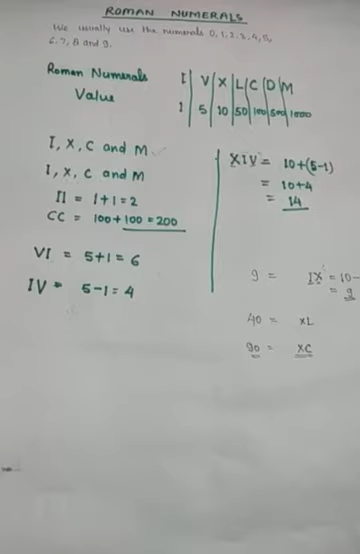 ROMAN NUMERALS
We usually use the numerals 0, 1, 2, 3, 4, 5,
6, 7, 8 and 9.
Roman Numerals I | V | X | L | C | D | M
Value 1 | 5 | 10 | 50 | 100 | 500 | 1000
I, X, C and M
I, X, C and M
II = 1+1=2
CC = 100+100=200
VI = 5+1=6
IV = 5-1=4
XIV = 10+(5-1)
= 10+4
= 14
9 = IX = 10-
= 9
40 = XL
90 = XC